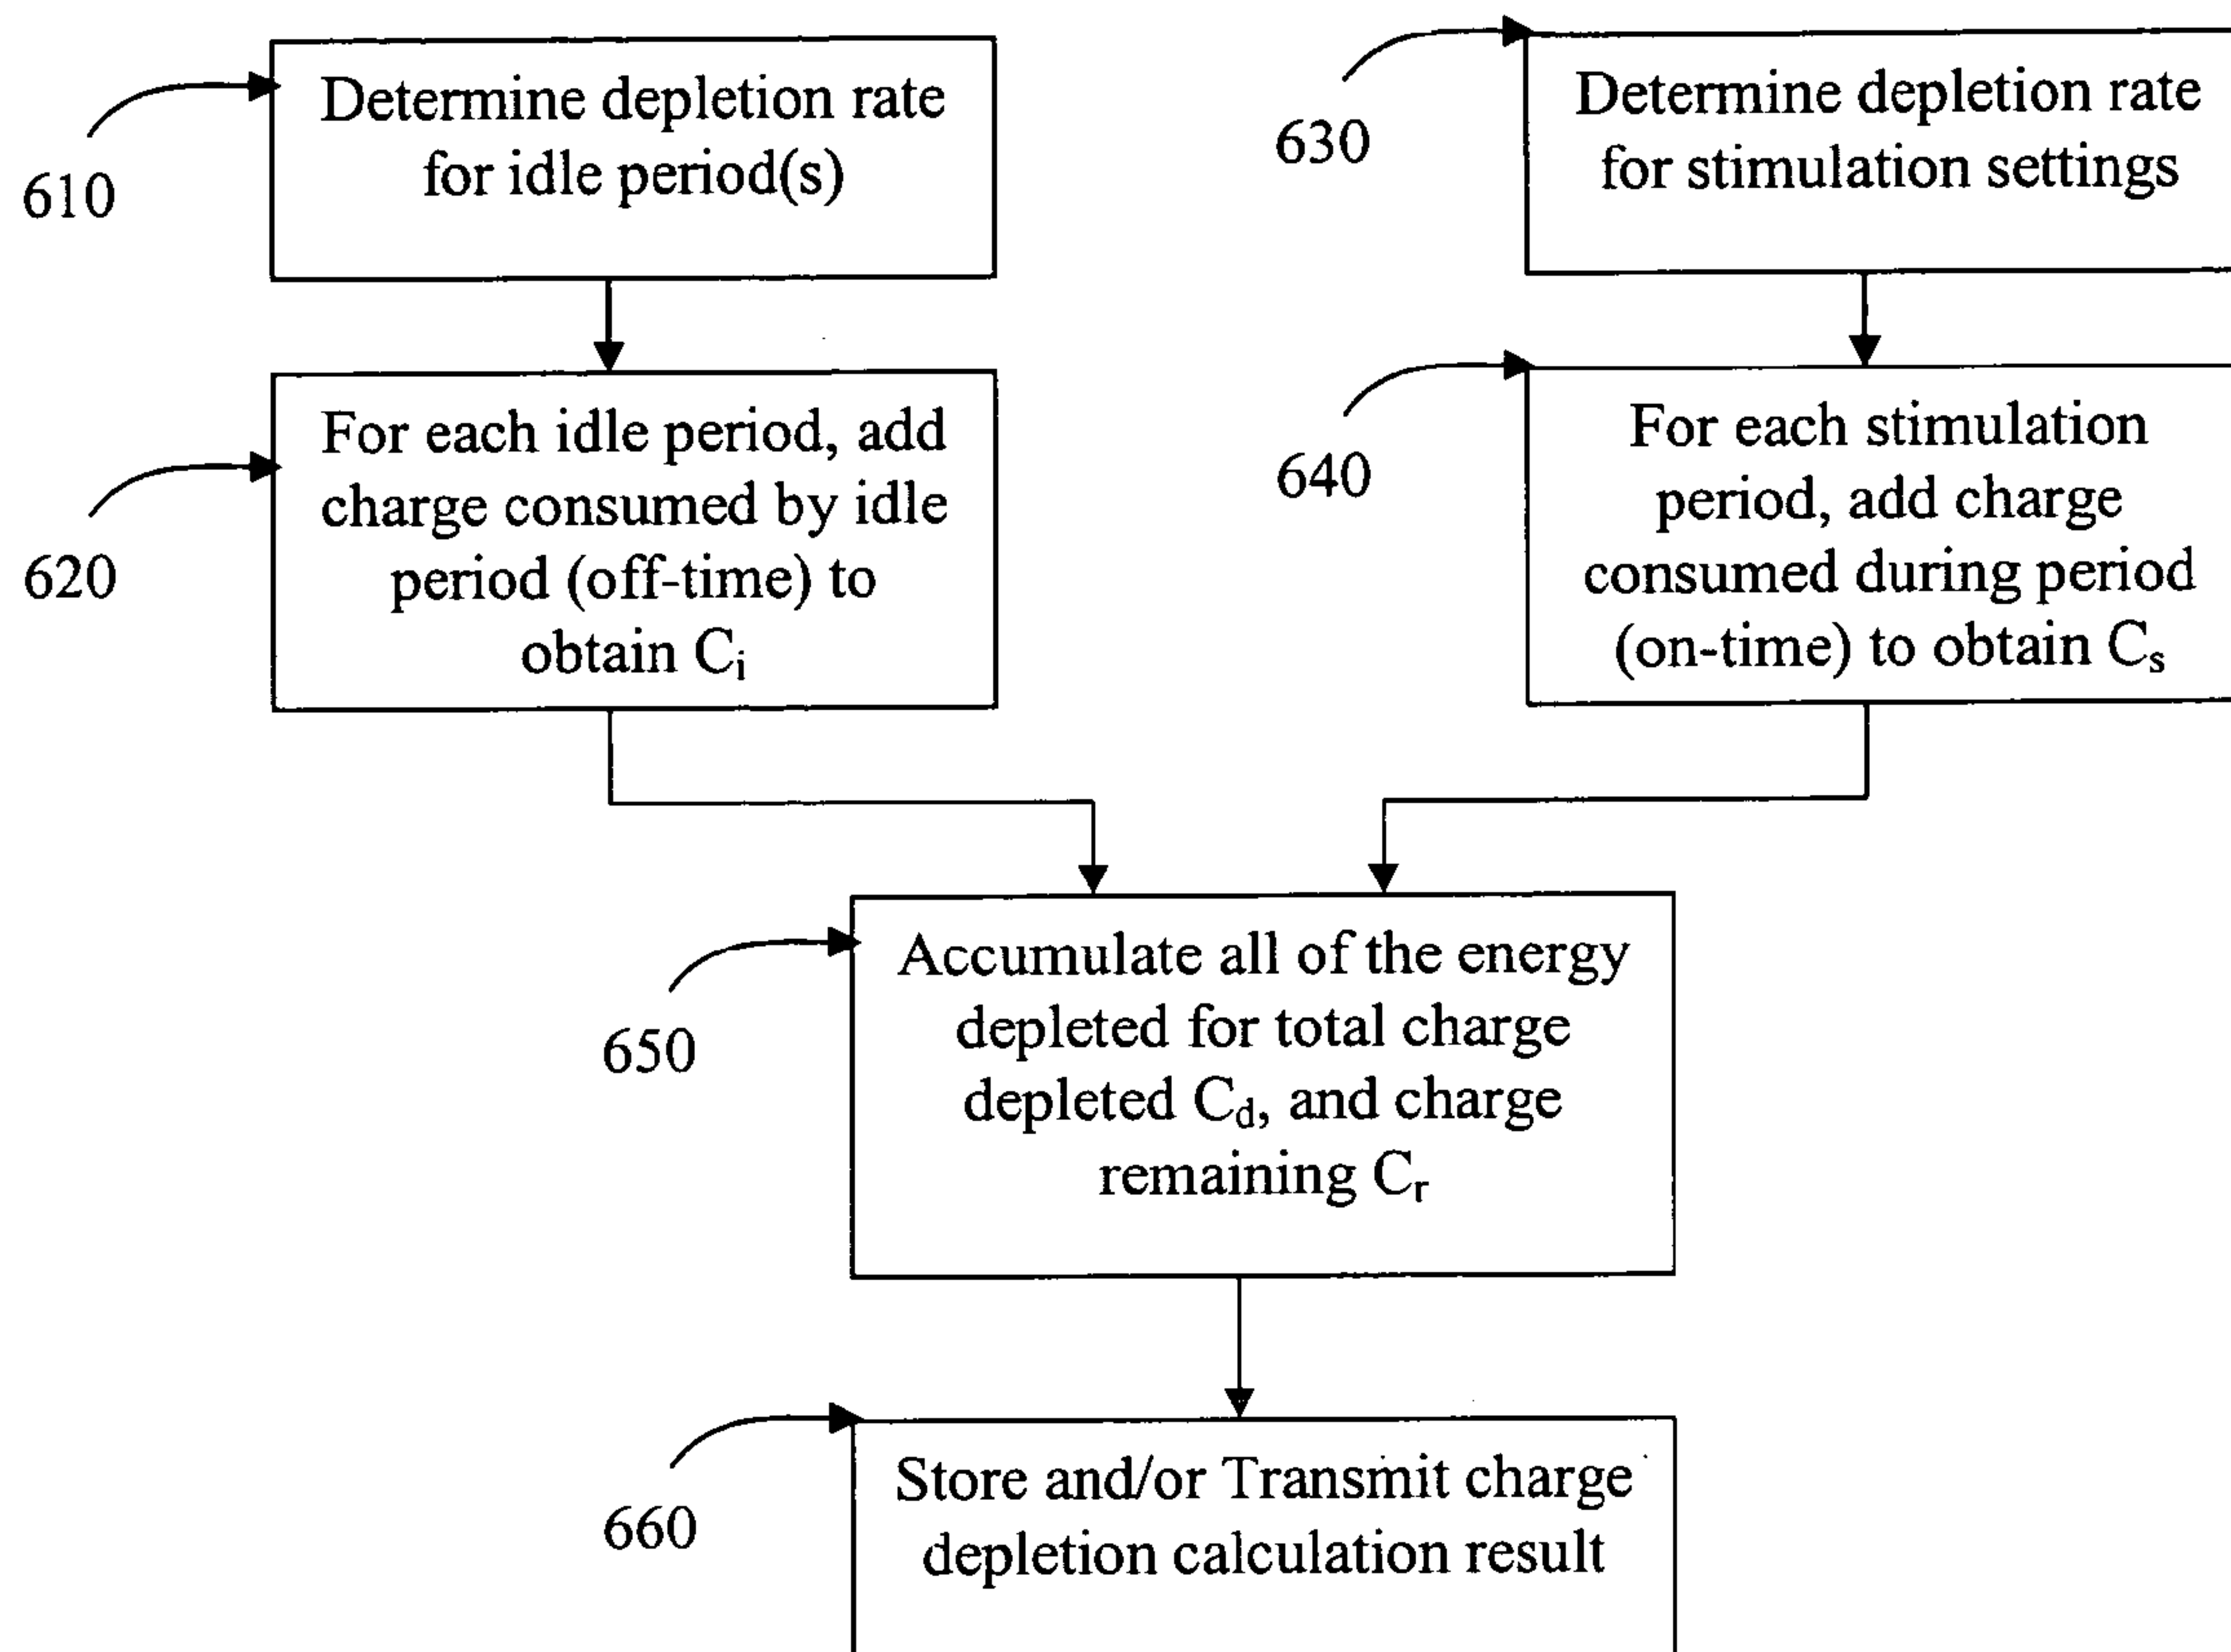 610
Determine depletion rate
for idle period(s)
630
Determine depletion rate
for stimulation settings
620
For each idle period, add
charge consumed by idle
period (off-time) to
obtain Cᵢ
640
For each stimulation
period, add charge
consumed during period
(on-time) to obtain Cₛ
650
Accumulate all of the energy
depleted for total charge
depleted C_d, and charge
remaining Cᵣ
660
Store and/or Transmit charge
depletion calculation result